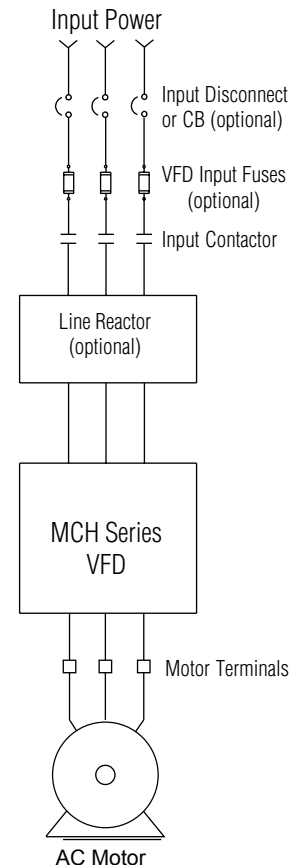 Input Power
Input Disconnect
or CB (optional)
VFD Input Fuses
(optional)
Input Contactor
Line Reactor
(optional)
MCH Series
VFD
Motor Terminals
AC Motor